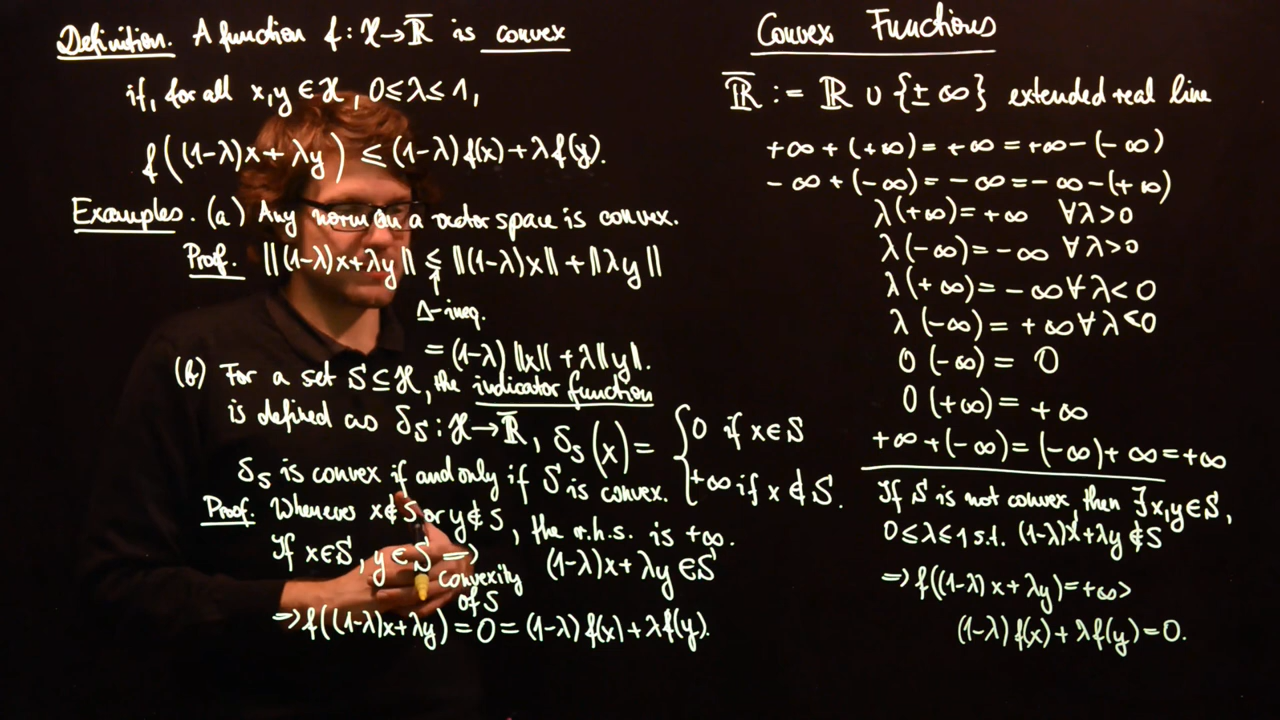 Definition. A function f: ℋ→ℝ̅ is convex
if, for all x,y ∈ ℋ, 0≤λ≤1,
f((1-λ)x+λy) ≤ (1-λ)f(x)+λf(y).
Examples. (a) Any norm on a vector space is convex.
Proof. ||(1-λ)x+λy|| ≤ ||(1-λ)x||+||λy||
↑
Δ-ineq.
= (1-λ)||x|| + λ||y||.
(b) For a set S⊆ℋ, the indicator function
is defined as δ_S: ℋ→ℝ̅, δ_S(x) = { 0 if x∈S
+∞ if x∉S.
δ_S is convex if and only if S is convex.
Proof. Whenever x∉S or y∉S, the r.h.s. is +∞.
If x∈S, y∈S ⇒ (1-λ)x+λy ∈S
convexity
of S
⇒ f((1-λ)x+λy) = 0 = (1-λ)f(x)+λf(y).
Convex Functions
ℝ̅ := ℝ ∪ {±∞} extended real line
+∞+(+∞)=+∞=+∞-(-∞)
-∞+(-∞)=-∞=-∞-(+∞)
λ(+∞)=+∞ ∀λ>0
λ(-∞)=-∞ ∀λ>0
λ(+∞)=-∞ ∀λ<0
λ(-∞)=+∞ ∀λ<0
0(-∞)= 0
0(+∞)= +∞
+∞+(-∞)=(-∞)+∞=+∞
If S is not convex, then ∃x,y∈S,
0≤λ≤1 s.t. (1-λ)x+λy∉S
⇒ f((1-λ)x+λy)=+∞>
(1-λ)f(x)+λf(y)=0.